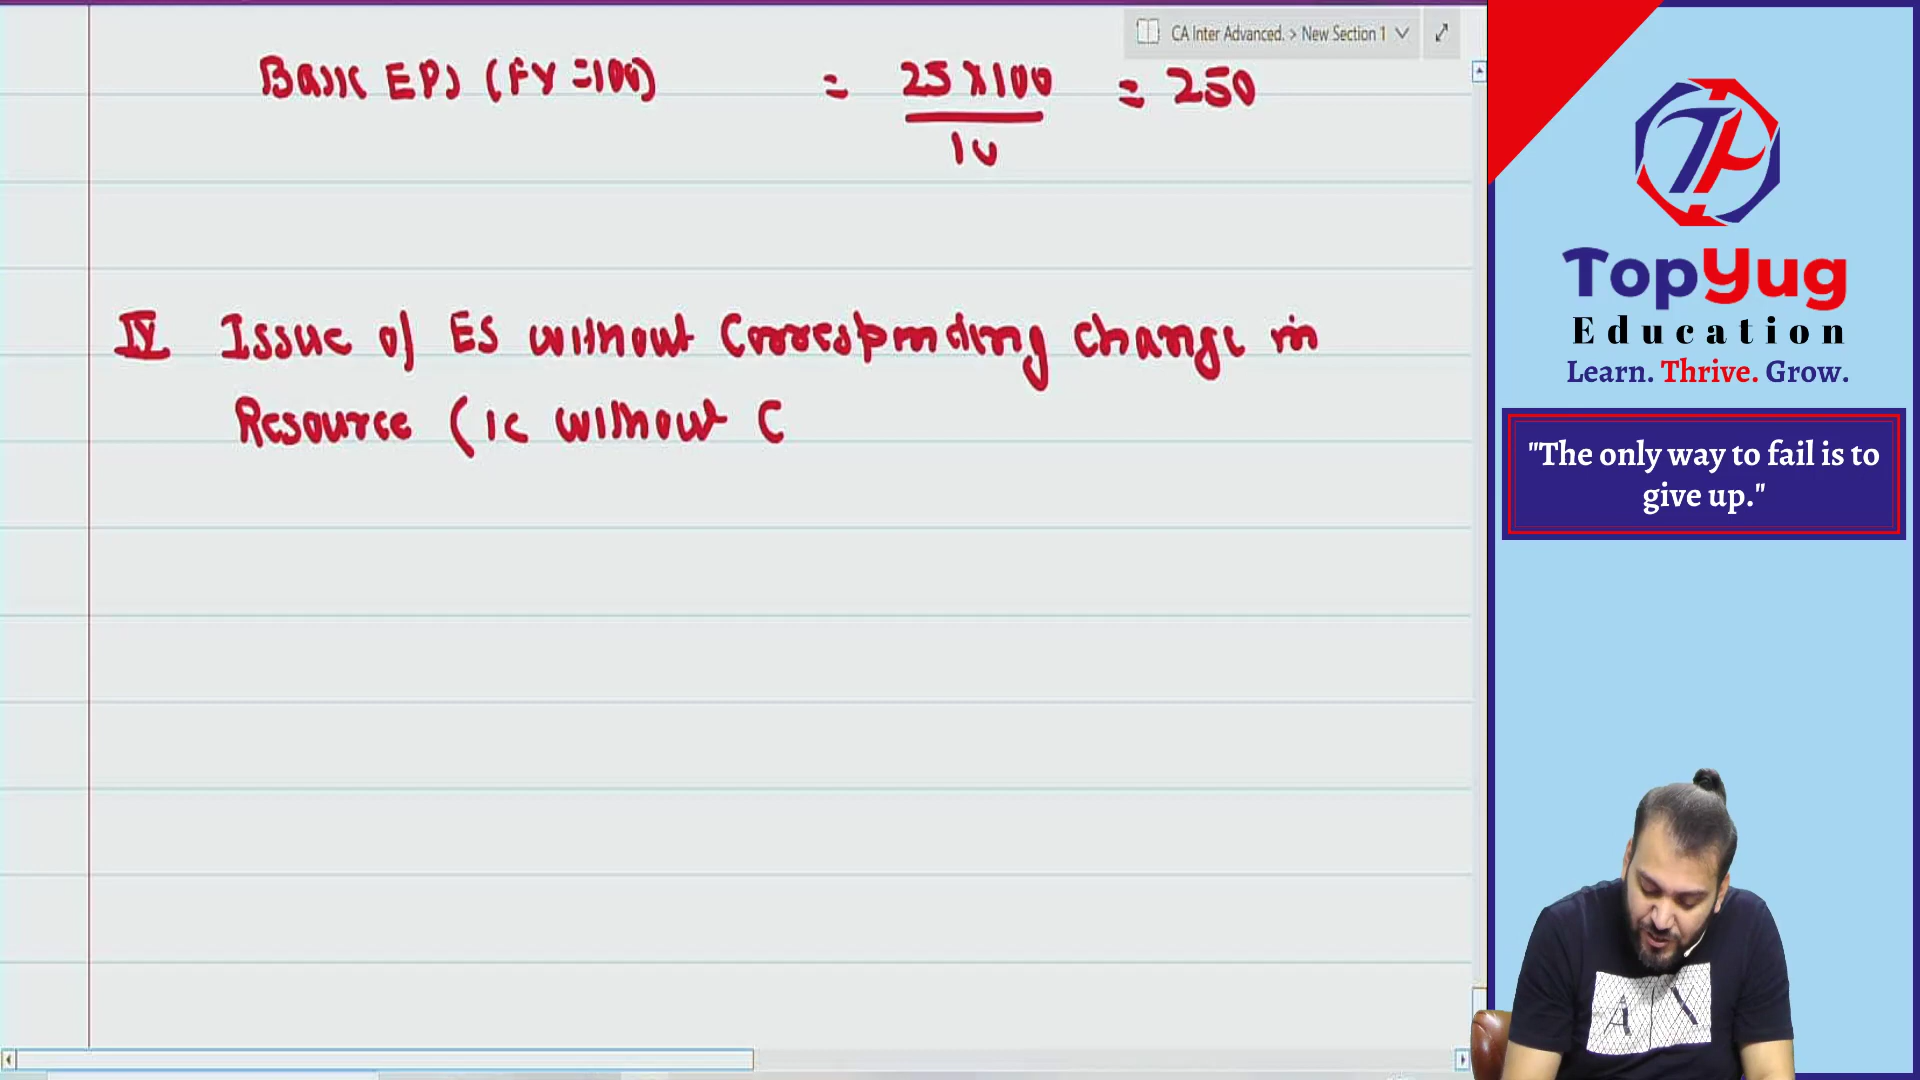 CA Inter Advanced. > New Section 1
Basic EPS (FV = 100) = 25 X 100 = 250
10
IV Issue of ES without Corresponding change in
Resource (ie without C
TopYug
Education
Learn. Thrive. Grow.
"The only way to fail is to
give up."
A X